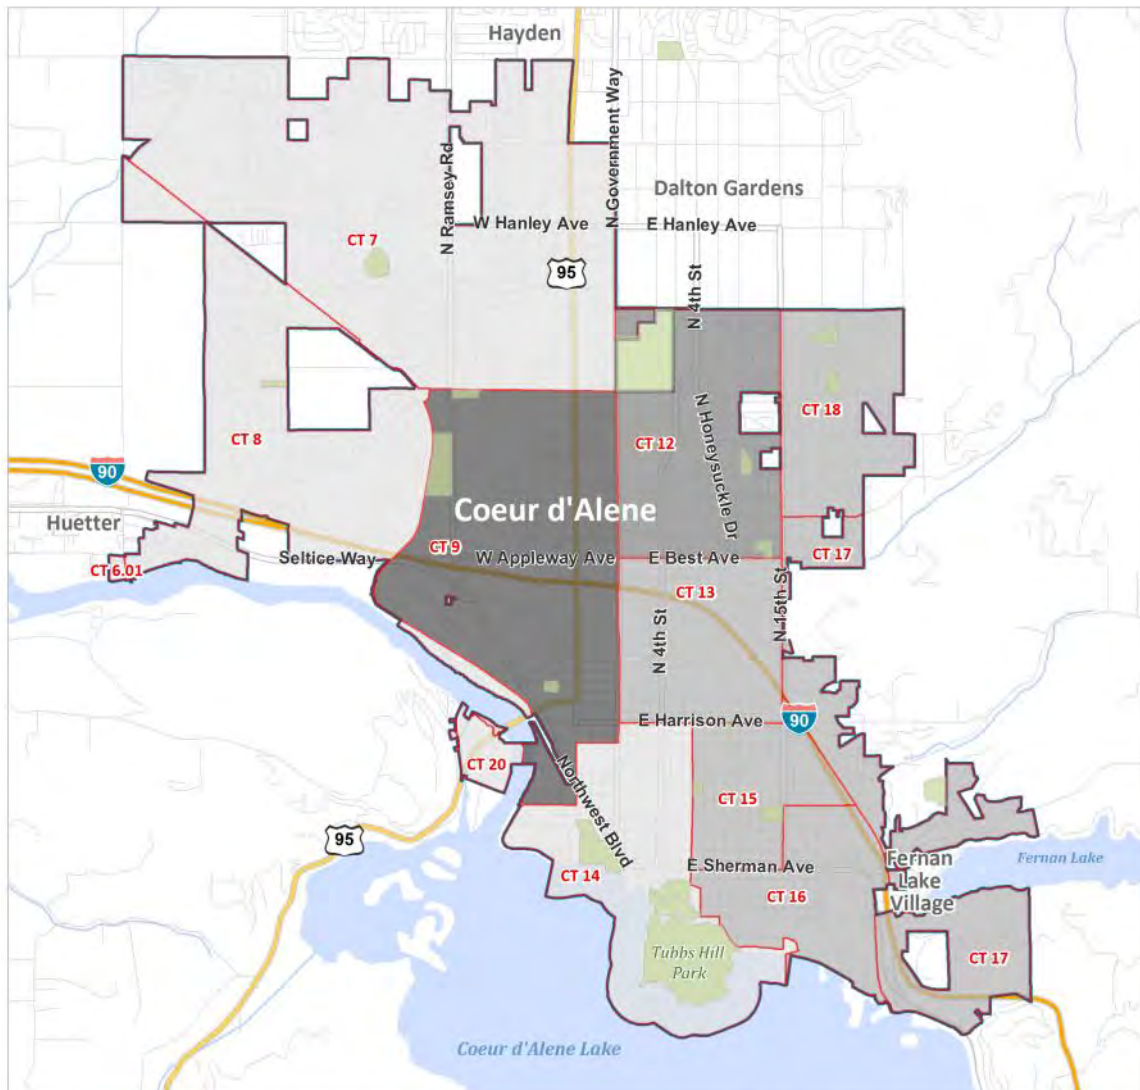 Hayden
N Government Way
N Ramsey Rd
Dalton Gardens
W Hanley Ave
E Hanley Ave
CT 7
95
N 4th St
CT 18
CT 8
CT 12
N Honeysuckle Dr
90
Coeur d'Alene
Huetter
CT 9
Seltice Way
W Appleway Ave
E Best Ave
CT 17
CT 6.01
CT 13
N 15th St
N 4th St
E Harrison Ave
90
CT 20
Northwest Blvd
CT 15
95
E Sherman Ave
Fernan
Lake
Village
Fernan Lake
CT 14
CT 16
Tubbs Hill
Park
CT 17
Coeur d'Alene Lake